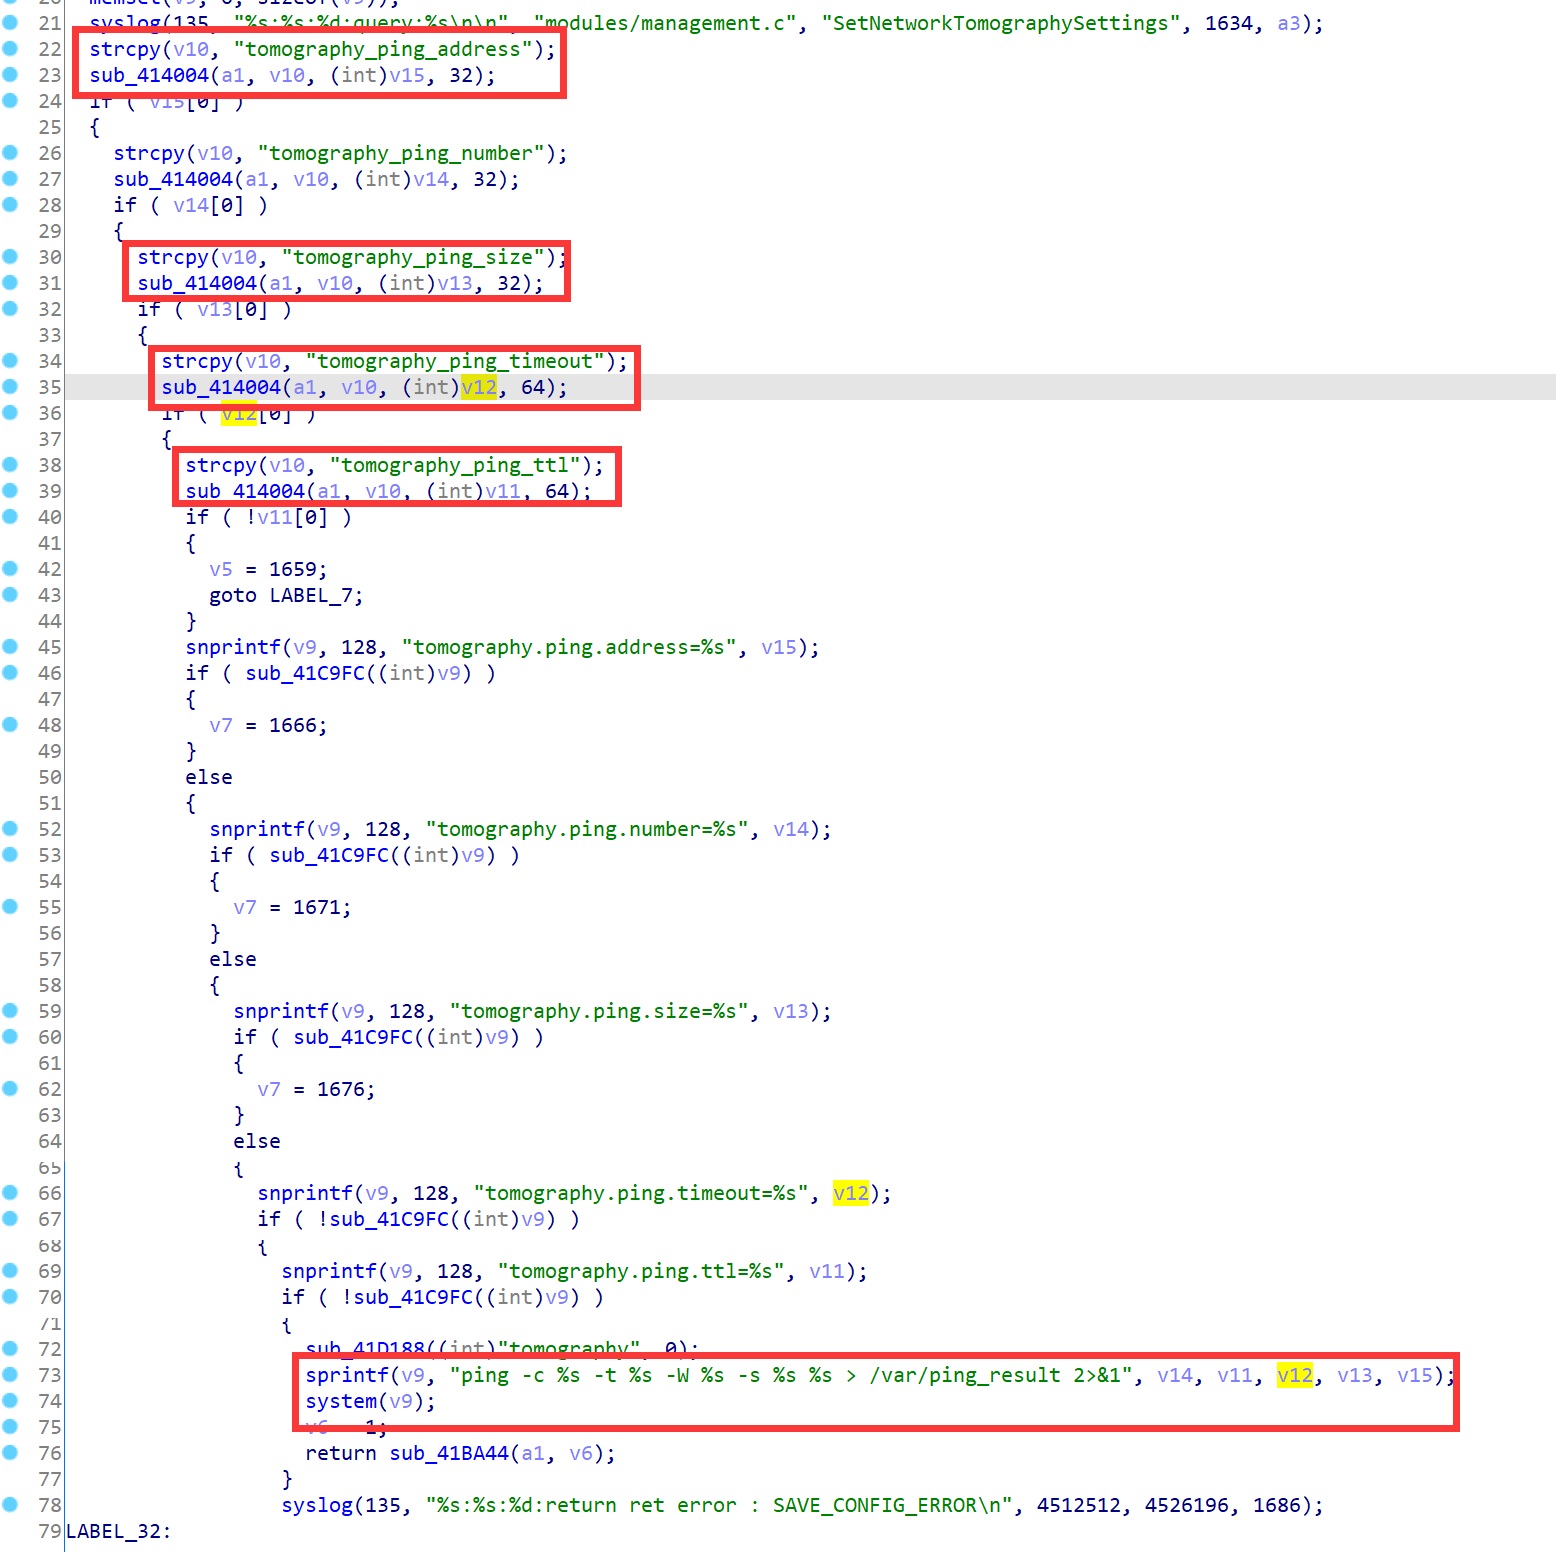 20 memset(v9, 0, sizeof(v9));
21 syslog(135, "%s:%s:%d:query:%s\n\n", "modules/management.c", "SetNetworkTomographySettings", 1634, a3);
22 strcpy(v10, "tomography_ping_address");
23 sub_414004(a1, v10, (int)v15, 32);
24 if ( v15[0] )
25 {
26 strcpy(v10, "tomography_ping_number");
27 sub_414004(a1, v10, (int)v14, 32);
28 if ( v14[0] )
29 {
30 strcpy(v10, "tomography_ping_size");
31 sub_414004(a1, v10, (int)v13, 32);
32 if ( v13[0] )
33 {
34 strcpy(v10, "tomography_ping_timeout");
35 sub_414004(a1, v10, (int)v12, 64);
36 if ( v12[0] )
37 {
38 strcpy(v10, "tomography_ping_ttl");
39 sub_414004(a1, v10, (int)v11, 64);
40 if ( !v11[0] )
41 {
42 v5 = 1659;
43 goto LABEL_7;
44 }
45 snprintf(v9, 128, "tomography.ping.address=%s", v15);
46 if ( sub_41C9FC((int)v9) )
47 {
48 v7 = 1666;
49 }
50 else
51 {
52 snprintf(v9, 128, "tomography.ping.number=%s", v14);
53 if ( sub_41C9FC((int)v9) )
54 {
55 v7 = 1671;
56 }
57 else
58 {
59 snprintf(v9, 128, "tomography.ping.size=%s", v13);
60 if ( sub_41C9FC((int)v9) )
61 {
62 v7 = 1676;
63 }
64 else
65 {
66 snprintf(v9, 128, "tomography.ping.timeout=%s", v12);
67 if ( !sub_41C9FC((int)v9) )
68 {
69 snprintf(v9, 128, "tomography.ping.ttl=%s", v11);
70 if ( !sub_41C9FC((int)v9) )
71 {
72 sub_41D188((int)"tomography", 0);
73 sprintf(v9, "ping -c %s -t %s -W %s -s %s %s > /var/ping_result 2>&1", v14, v11, v12, v13, v15);
74 system(v9);
75 v6 = 1;
76 return sub_41BA44(a1, v6);
77 }
78 syslog(135, "%s:%s:%d:return ret error : SAVE_CONFIG_ERROR\n", 4512512, 4526196, 1686);
79 LABEL_32: